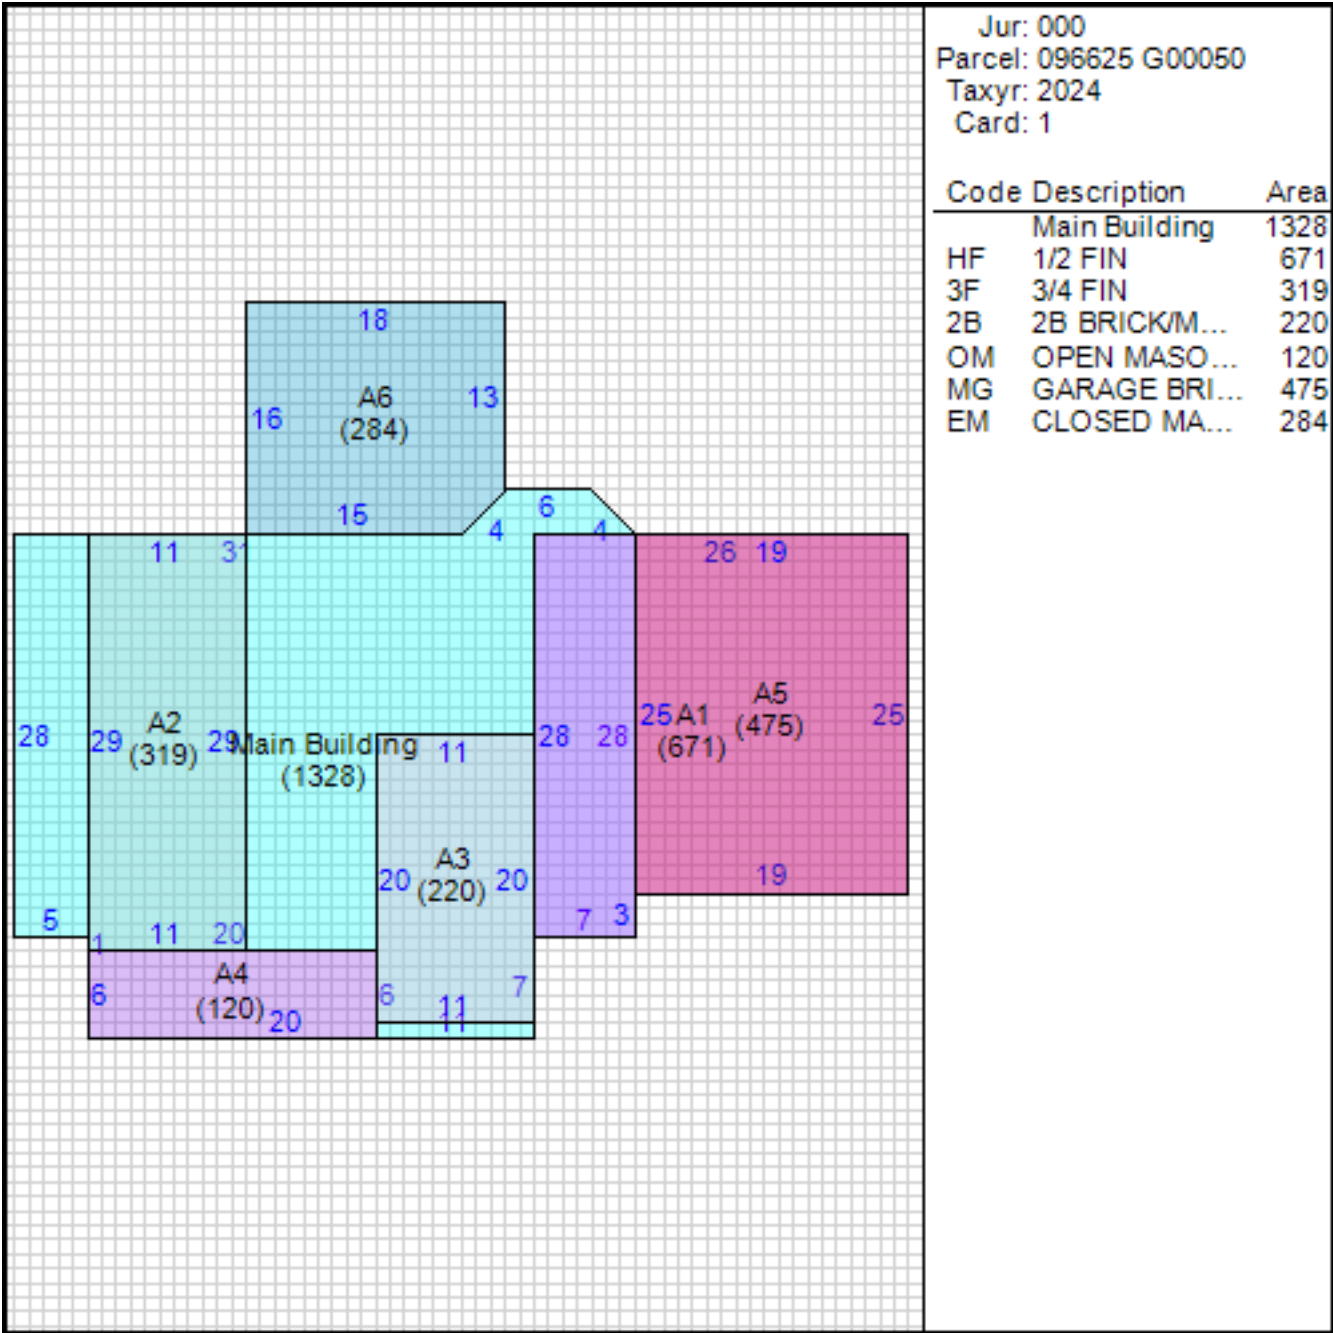 Jur: 000
Parcel: 096625 G00050
Taxyr: 2024
Card: 1
Code Description Area
Main Building 1328
HF 1/2 FIN 671
3F 3/4 FIN 319
2B 2B BRICK/M... 220
OM OPEN MASO... 120
MG GARAGE BRI... 475
EM CLOSED MA... 284
18
A6
(284)
16
13
15
6
4
4
11
31
26
19
28
29
A2
(319)
29
Main Building
(1328)
11
28
28
25
A1
(671)
A5
(475)
25
20
A3
(220)
20
19
5
1
11
20
7
3
A4
(120)
6
20
6
7
11
11